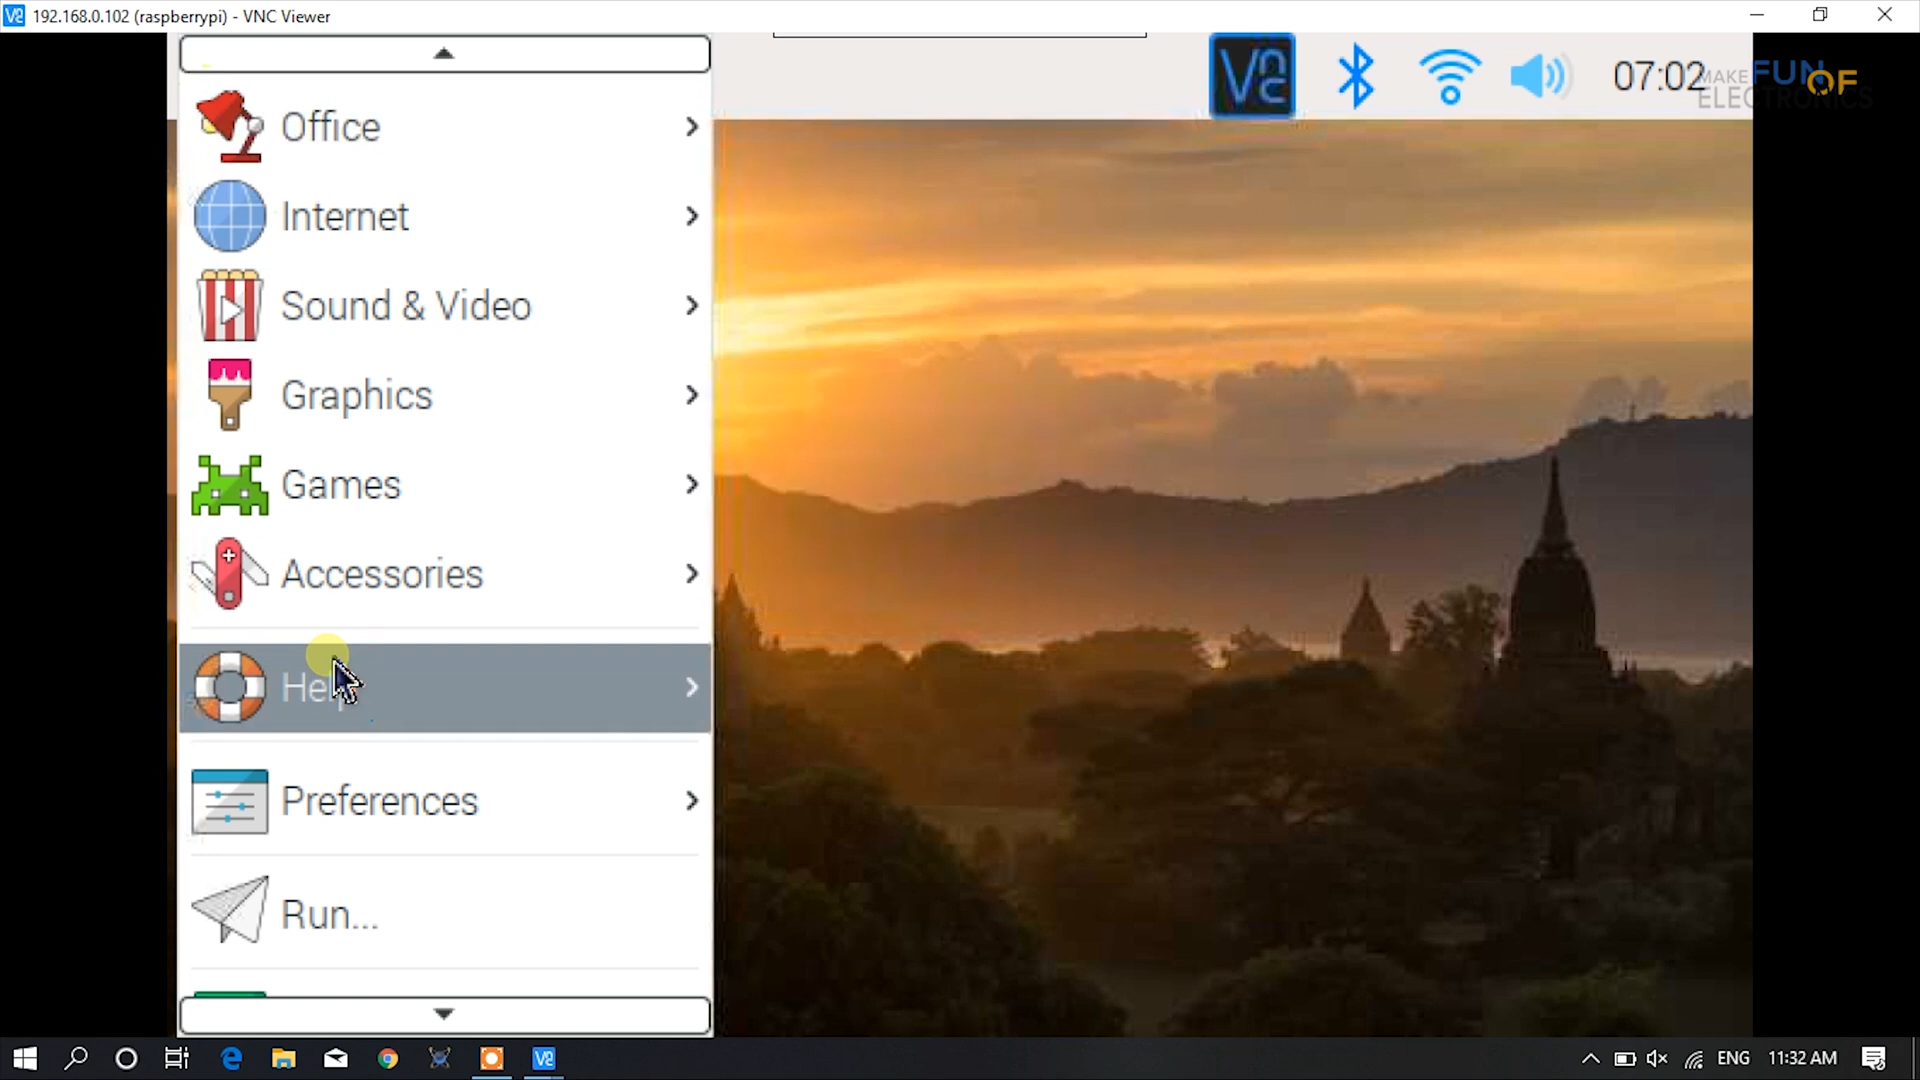 192.168.0.102 (raspberrypi) - VNC Viewer
07:02
MAKE FUN OF
ELECTRONICS
Office
Internet
Sound & Video
Graphics
Games
Accessories
Help
Preferences
Run...
ENG 11:32 AM